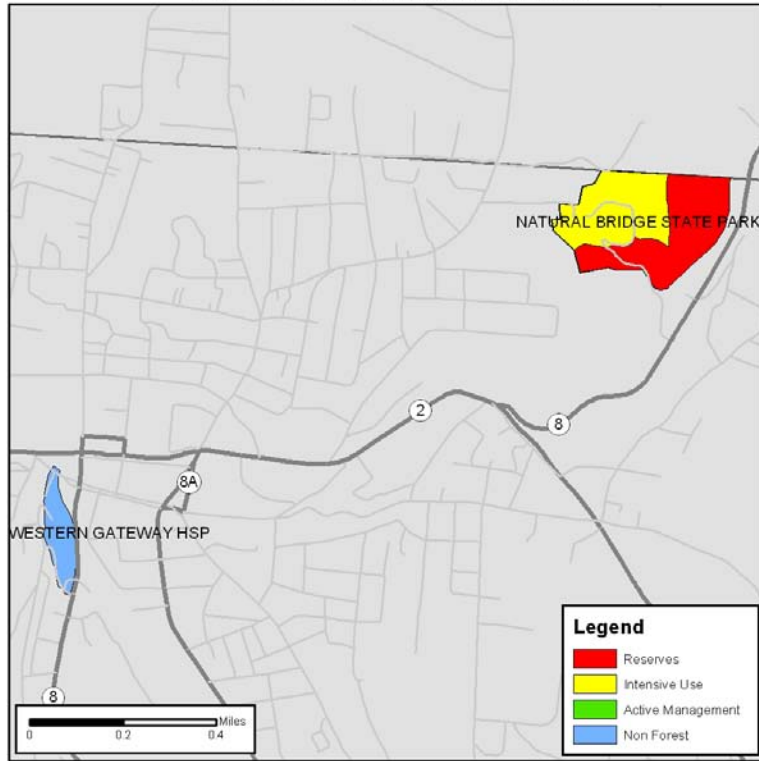 NATURAL BRIDGE STATE PARK
2
8
8A
WESTERN GATEWAY HSP
8
Legend
Reserves
Intensive Use
Active Management
Non Forest
Miles
0 0.2 0.4